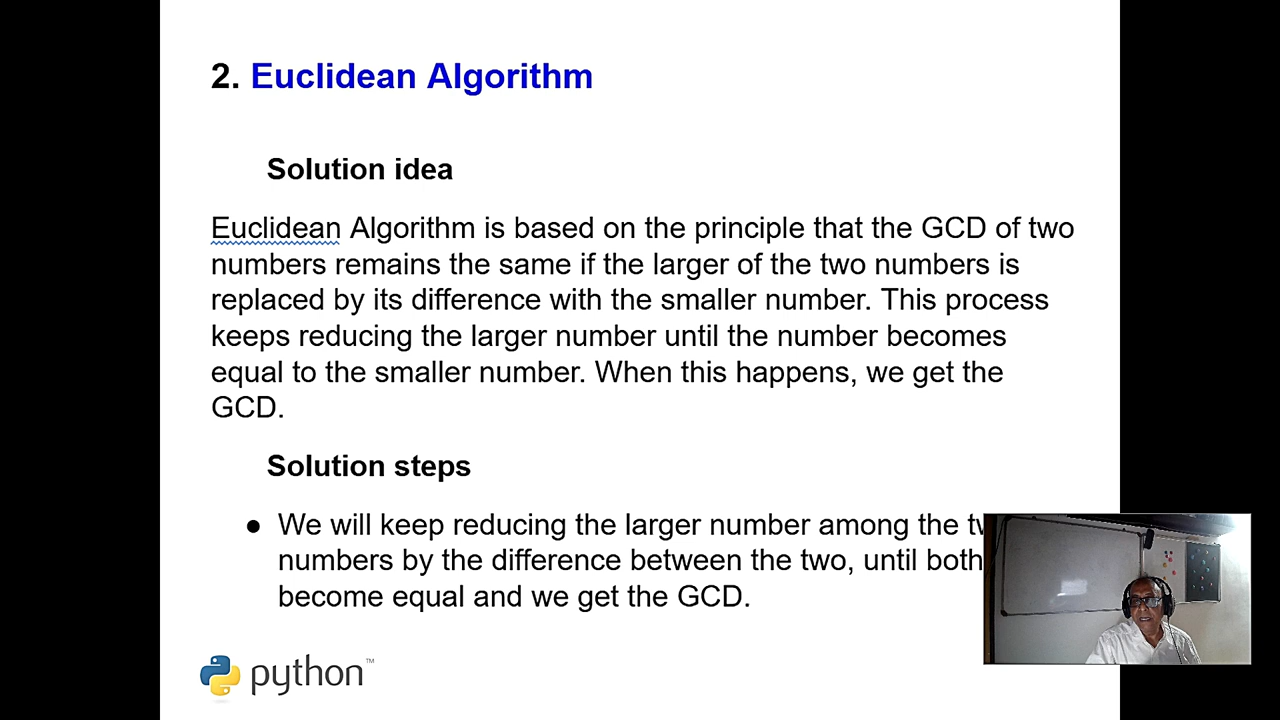 2. Euclidean Algorithm
Solution idea
Euclidean Algorithm is based on the principle that the GCD of two
numbers remains the same if the larger of the two numbers is
replaced by its difference with the smaller number. This process
keeps reducing the larger number until the number becomes
equal to the smaller number. When this happens, we get the
GCD.
Solution steps
● We will keep reducing the larger number among the
numbers by the difference between the two, until both
become equal and we get the GCD.
python™